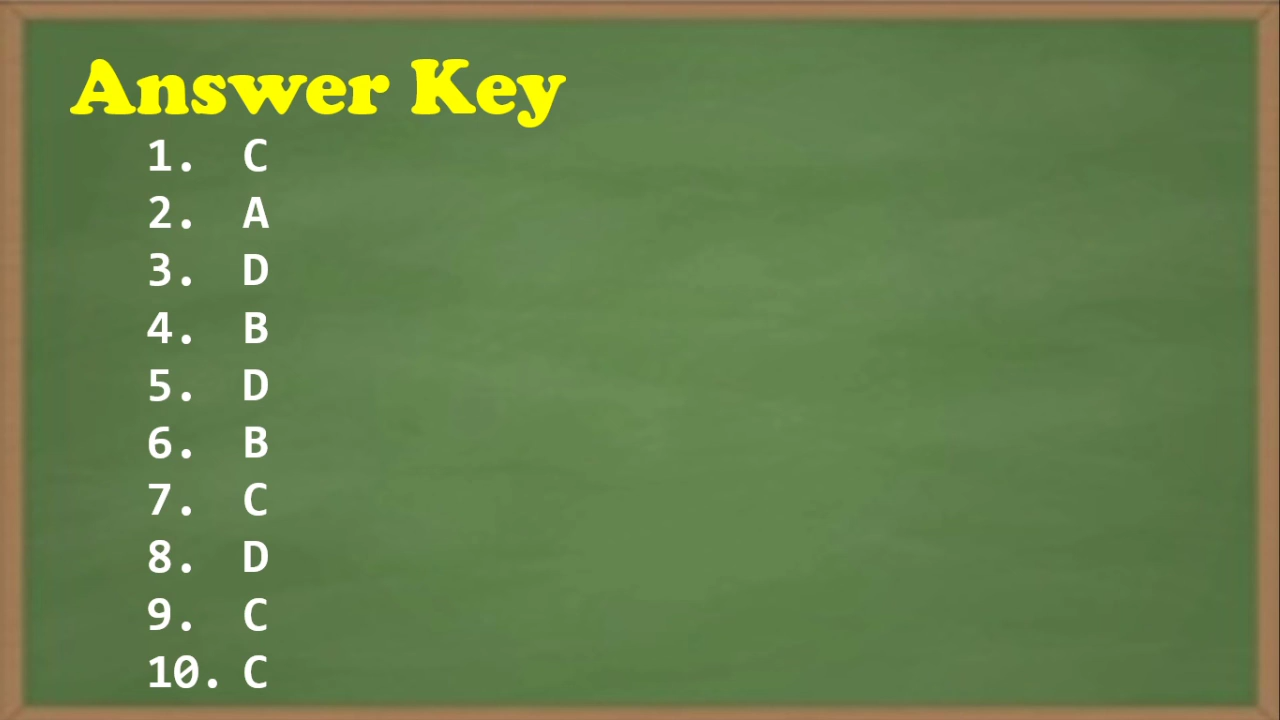 Answer Key
1. C
2. A
3. D
4. B
5. D
6. B
7. C
8. D
9. C
10. C